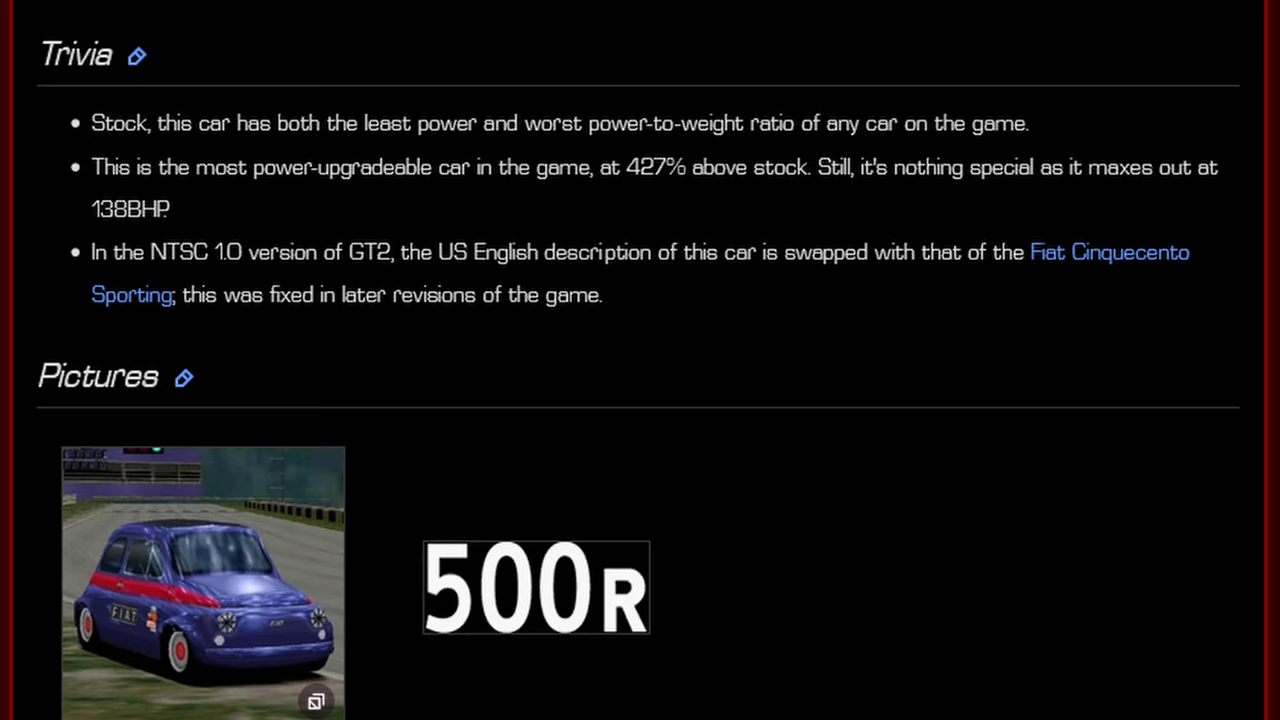 Trivia
Stock, this car has both the least power and worst power-to-weight ratio of any car on the game.
This is the most power-upgradeable car in the game, at 427% above stock. Still, it's nothing special as it maxes out at
138BHP.
In the NTSC 1.0 version of GT2, the US English description of this car is swapped with that of the Fiat Cinquecento
Sporting; this was fixed in later revisions of the game.
Pictures
500R
FIAT